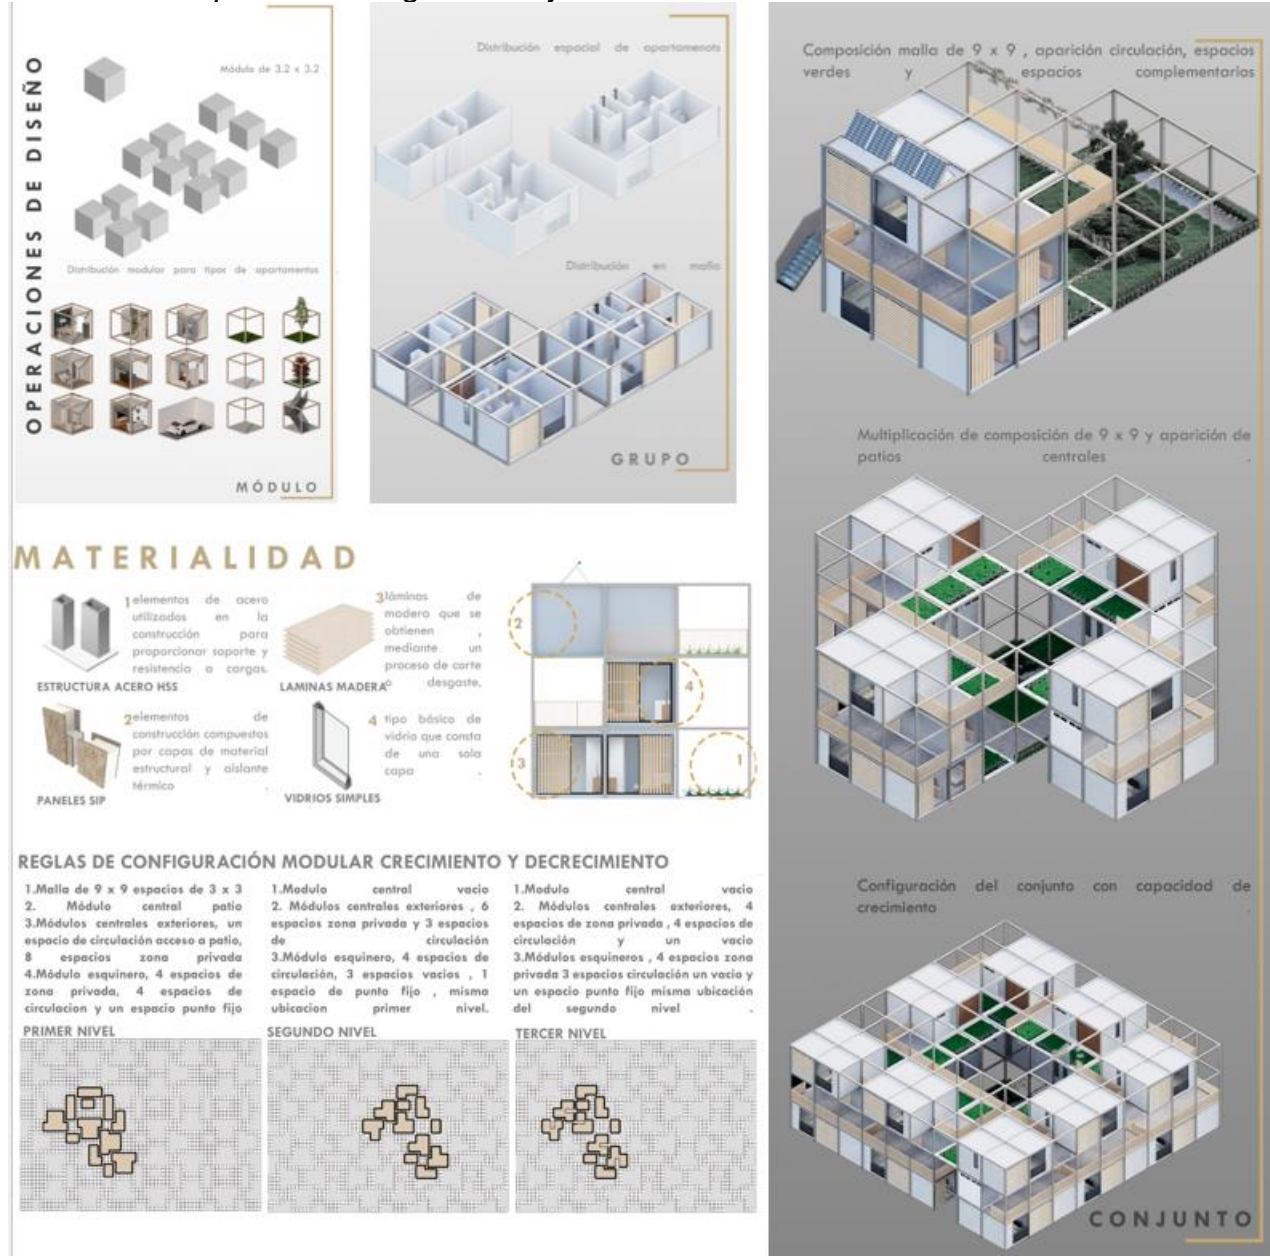 OPERACIONES DE DISEÑO
Módulo de 3.2 x 3.2
Distribución modular para tipos de apartamentos .
MÓDULO
Distribución espacial de apartamenots
Distribución en malla
GRUPO
Composición malla de 9 x 9 , aparición circulación, espacios
verdes y espacios complementarios
Multiplicación de composición de 9 x 9 y aparición de
patios centrales .
Configuración del conjunto con capacidad de
crecimiento .
CONJUNTO
MATERIALIDAD
1 elementos de acero
utilizados en la
construcción para
proporcionar soporte y
resistencia a cargas.
ESTRUCTURA ACERO HSS
3 láminas de
madera que se
obtienen ,
mediante un
proceso de corte
o desgaste.
LAMINAS MADERA
2 elementos de
construcción compuestos
por capas de material
estructural y aislante
térmico .
PANELES SIP
4 tipo básico de
vidrio que consta
de una sola
capa .
VIDRIOS SIMPLES
2
4
3
1
REGLAS DE CONFIGURACIÓN MODULAR CRECIMIENTO Y DECRECIMIENTO
1.Malla de 9 x 9 espacios de 3 x 3
2. Módulo central patio
3.Módulos centrales exteriores, un
espacio de circulación acceso a patio,
8 espacios zona privada
4.Módulo esquinero, 4 espacios de
zona privada, 4 espacios de
circulacion y un espacio punto fijo
PRIMER NIVEL
1.Modulo central vacio
2. Módulos centrales exteriores , 6
espacios zona privada y 3 espacios
de circulación
3.Módulo esquinero, 4 espacios de
circulación, 3 espacios vacios , 1
espacio de punto fijo , misma
ubicacion primer nivel.
SEGUNDO NIVEL
1.Modulo central vacio
2. Módulos centrales exteriores, 4
espacios de zona privada , 4 espacios de
circulación y un vacio
3.Módulos esquineros , 4 espacios zona
privada 3 espacios circulación un vacio y
un espacio punto fijo misma ubicación
del segundo nivel .
TERCER NIVEL